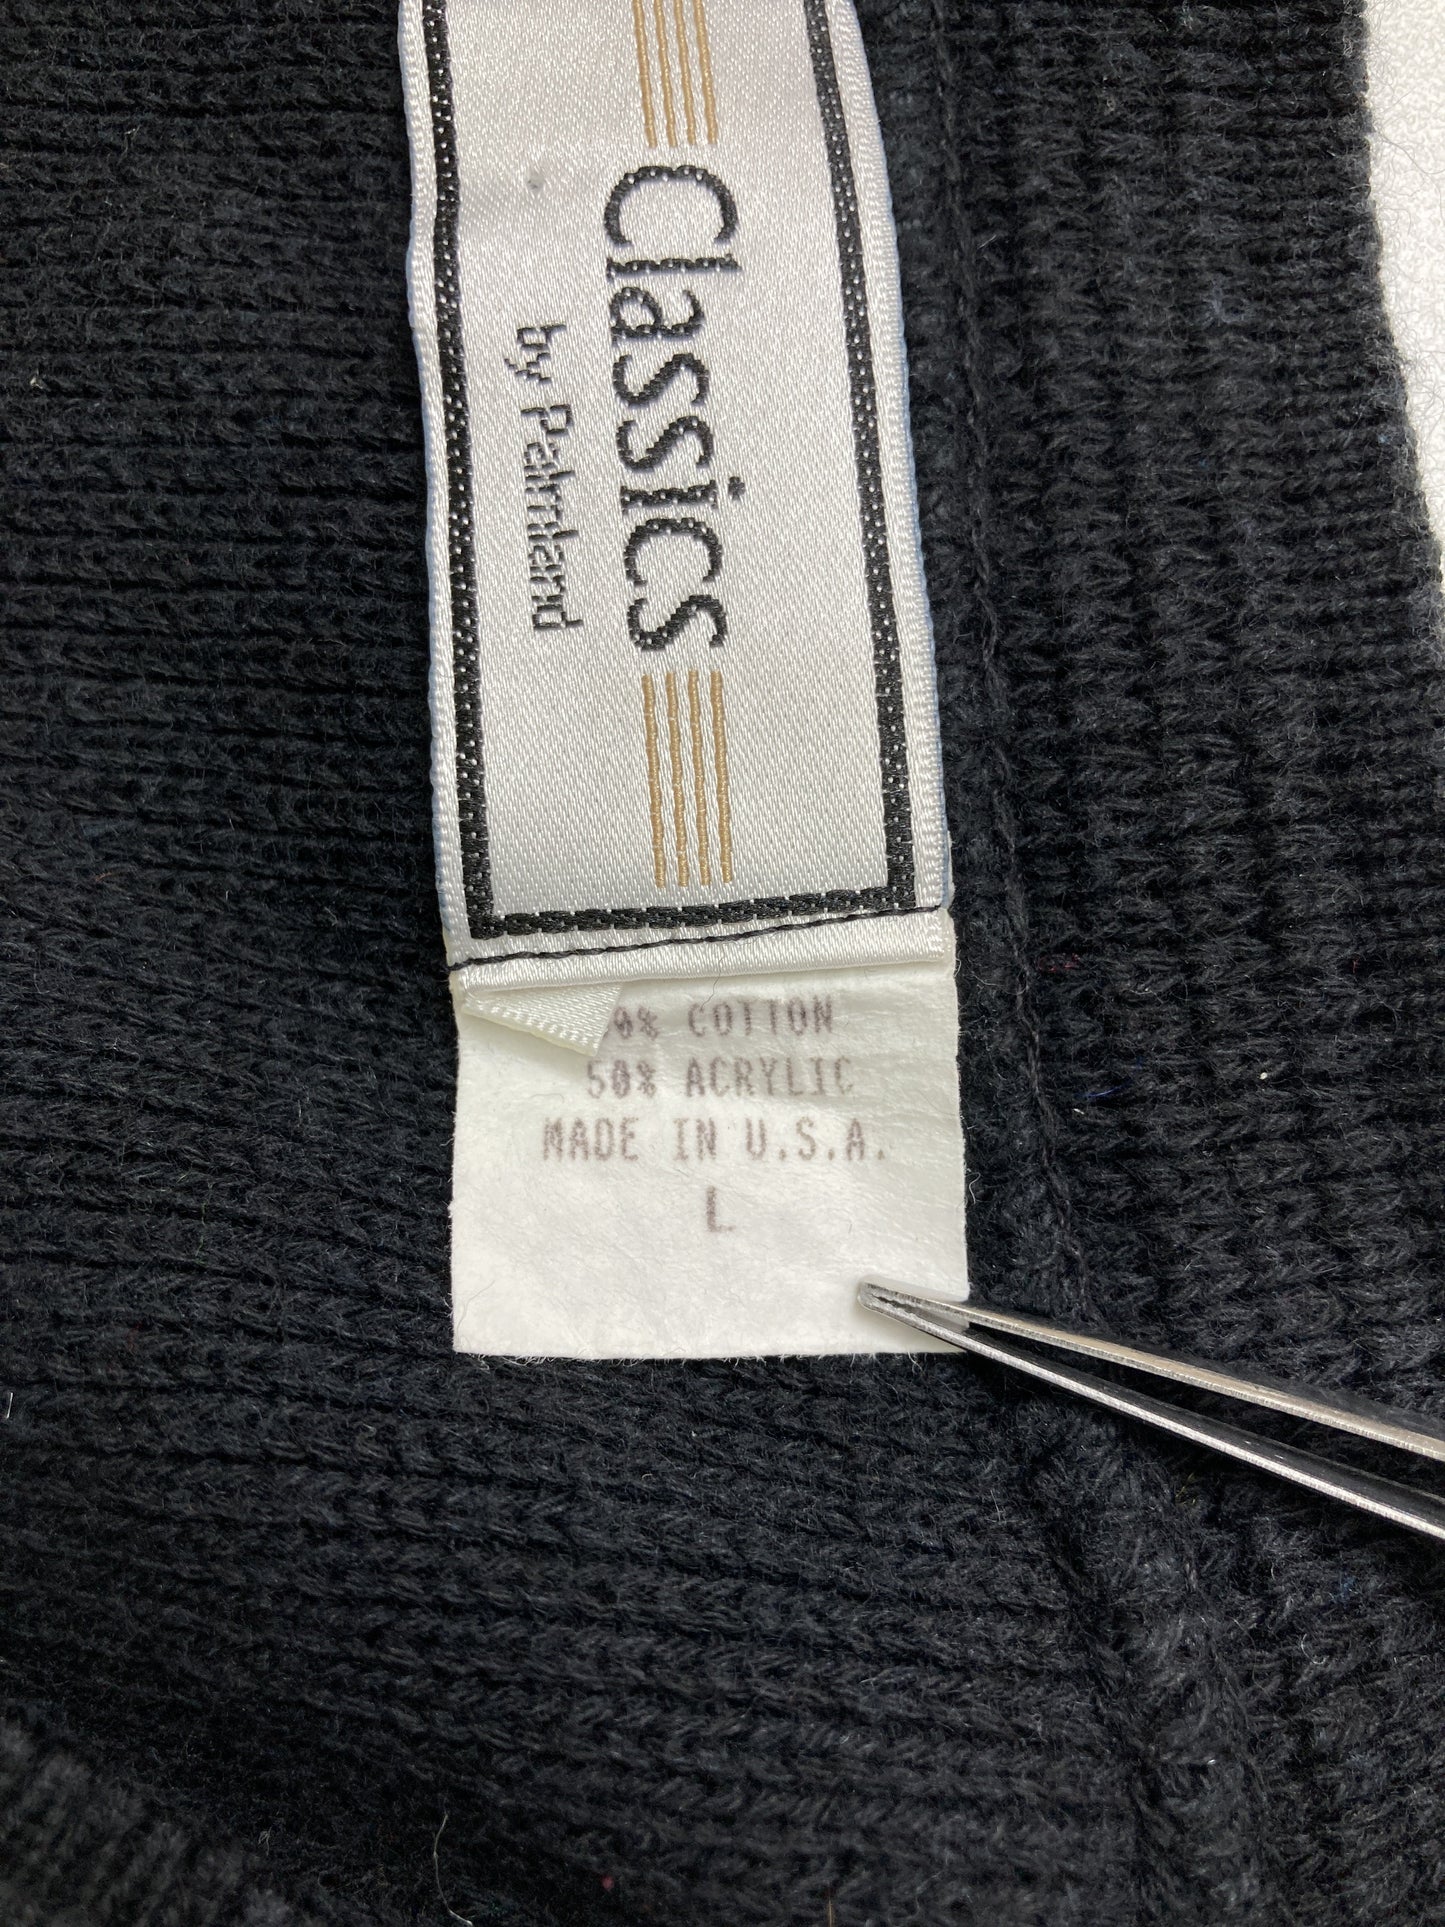 Classics
by Palmland
0% COTTON
50% ACRYLIC
MADE IN U.S.A.
L